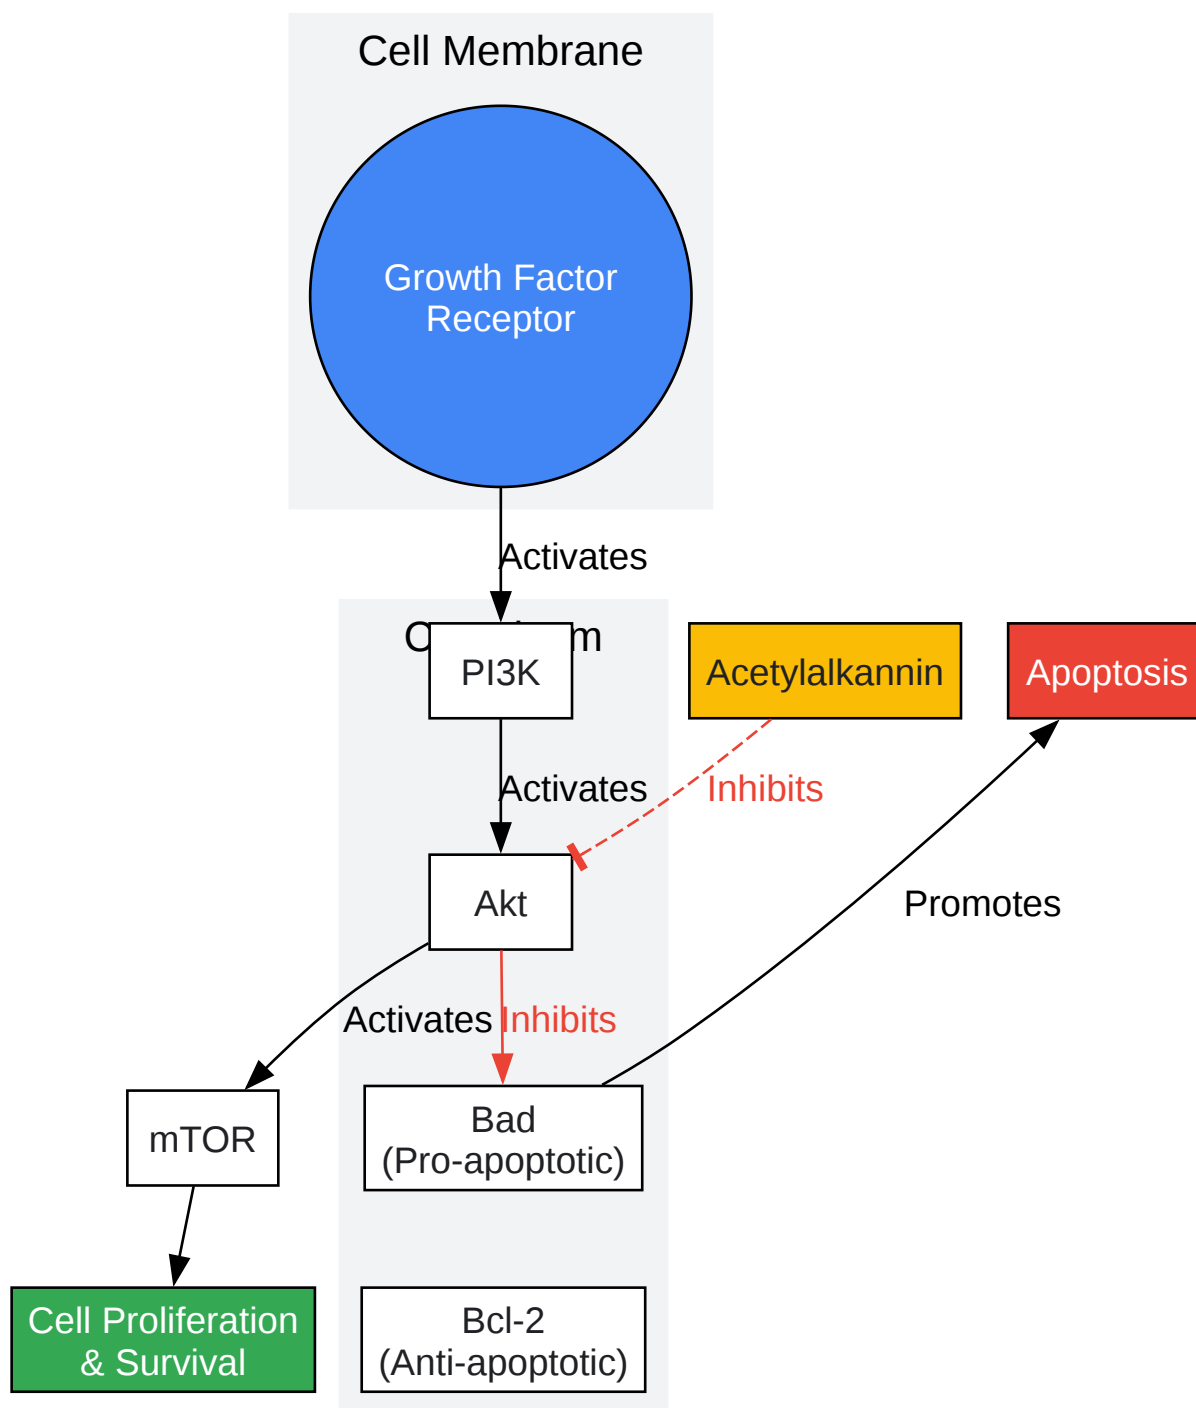 Cell Membrane
Growth Factor
Receptor
Activates
PI3K
Acetylalkannin
Apoptosis
Activates
Inhibits
Akt
Promotes
Activates
Inhibits
Bad
(Pro-apoptotic)
mTOR
Cell Proliferation
& Survival
Bcl-2
(Anti-apoptotic)